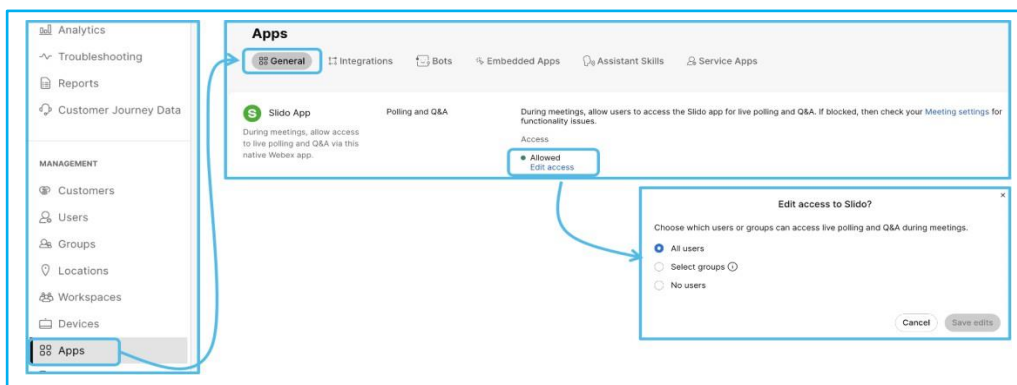 Analytics
Troubleshooting
Reports
Customer Journey Data
MANAGEMENT
Customers
Users
Groups
Locations
Workspaces
Devices
Apps
Apps
General Integrations Bots Embedded Apps Assistant Skills Service Apps
S Slido App
During meetings, allow access
to live polling and Q&A via this
native Webex app.
Polling and Q&A
During meetings, allow users to access the Slido app for live polling and Q&A. If blocked, then check your Meeting settings for
functionality issues.
Access
Allowed
Edit access
Edit access to Slido?
Choose which users or groups can access live polling and Q&A during meetings.
All users
Select groups
No users
Cancel Save edits